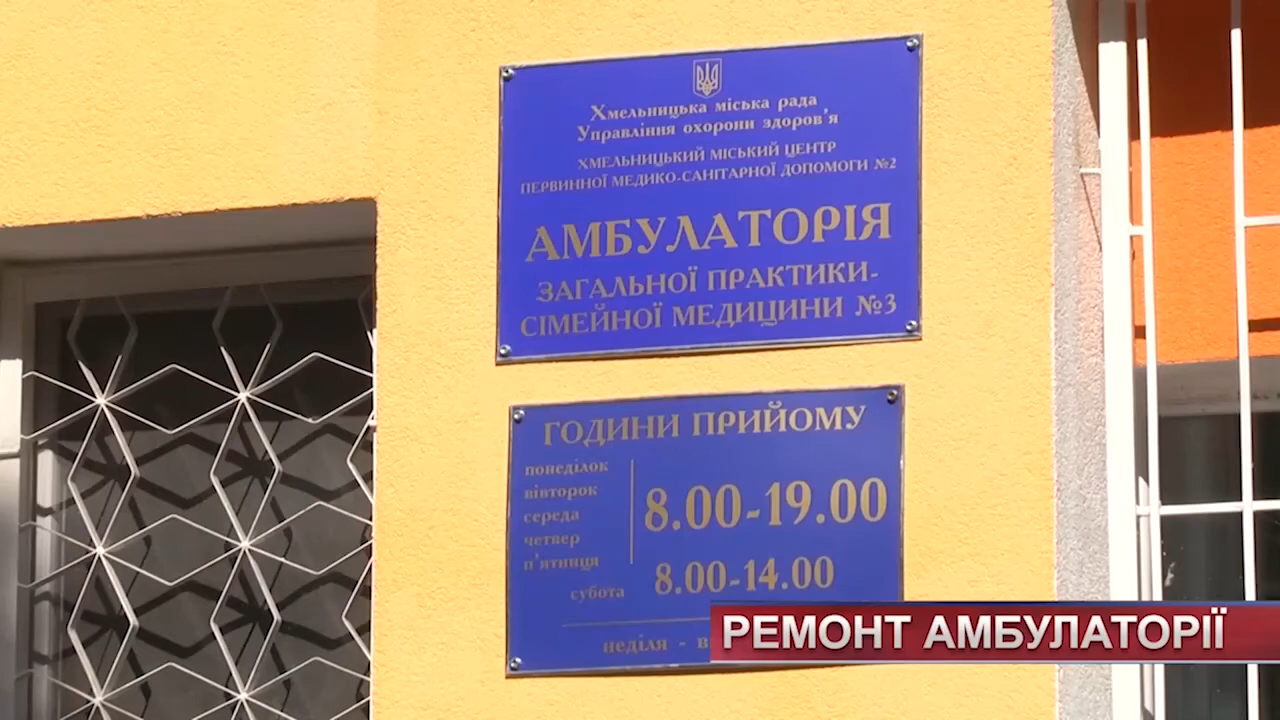 Хмельницька міська рада
Управління охорони здоров'я
ХМЕЛЬНИЦЬКИЙ МІСЬКИЙ ЦЕНТР
ПЕРВИННОЇ МЕДИКО-САНІТАРНОЇ ДОПОМОГИ №2
АМБУЛАТОРІЯ
ЗАГАЛЬНОЇ ПРАКТИКИ-
СІМЕЙНОЇ МЕДИЦИНИ №3
ГОДИНИ ПРИЙОМУ
понеділок
вівторок
середа
четвер
п'ятниця
8.00-19.00
субота 8.00-14.00
неділя -
РЕМОНТ АМБУЛАТОРІЇ